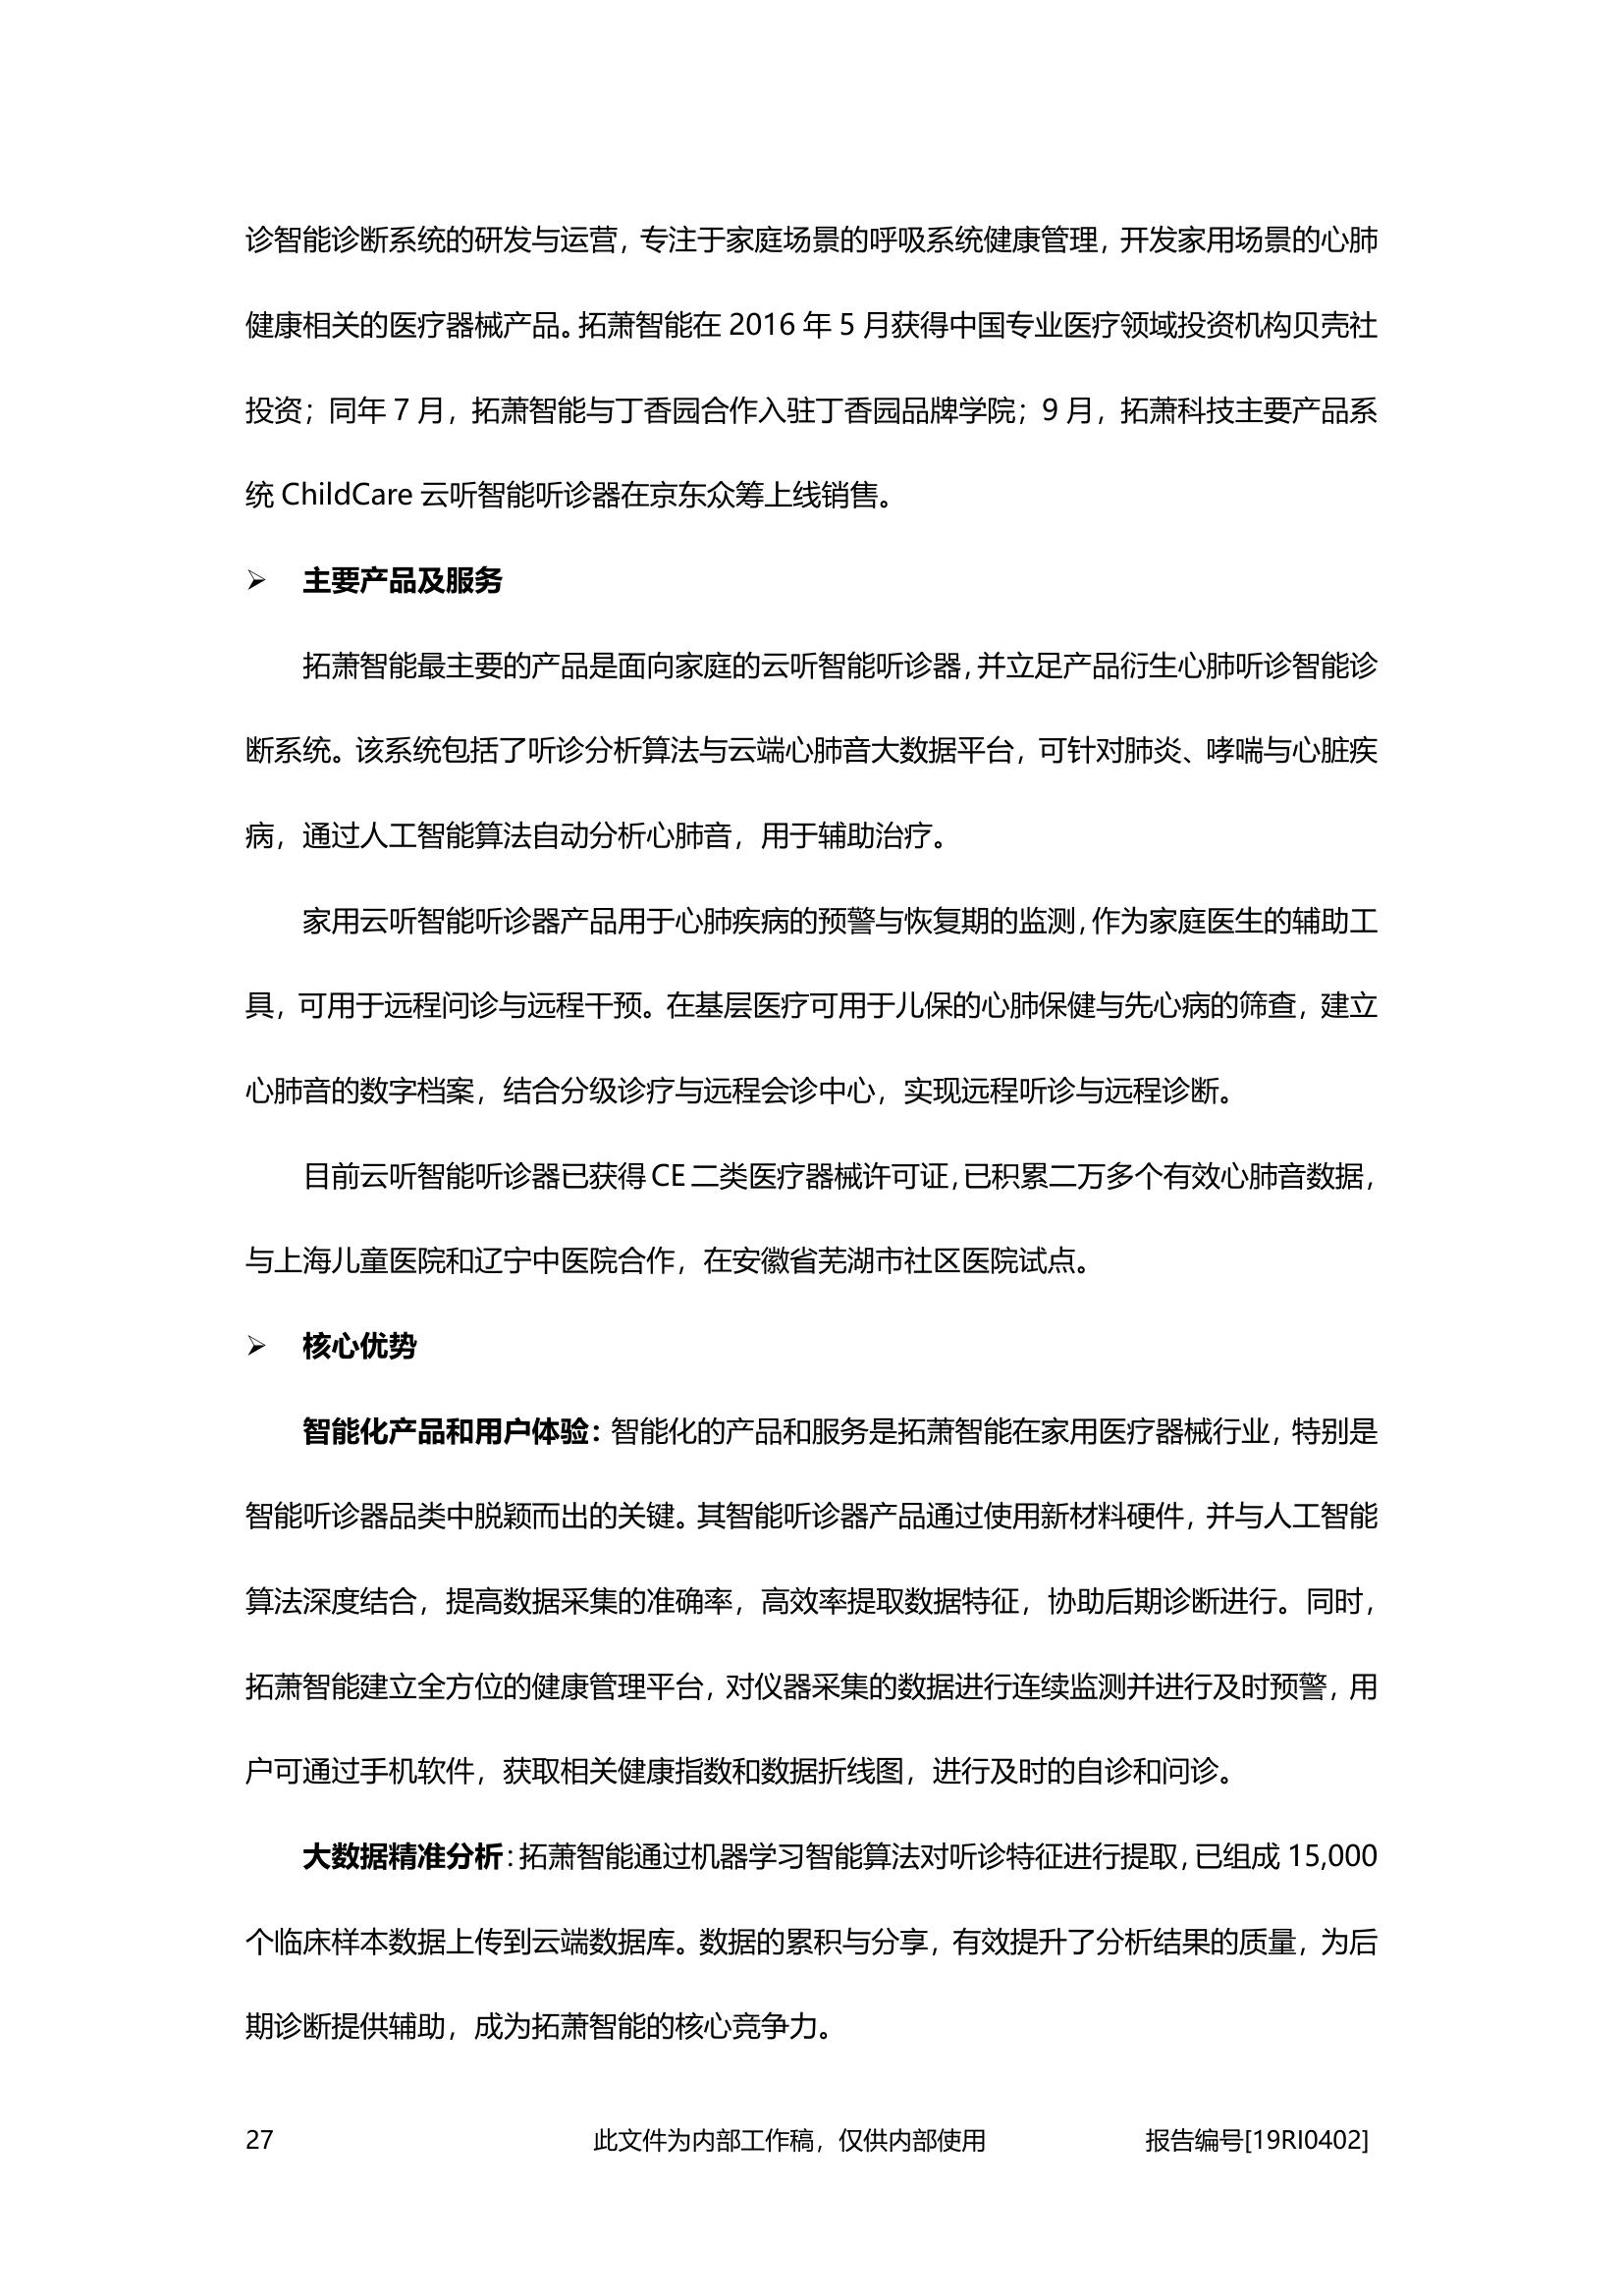 诊智能诊断系统的研发与运营，专注于家庭场景的呼吸系统健康管理，开发家用场景的心肺
健康相关的医疗器械产品。拓萧智能在 2016 年 5 月获得中国专业医疗领域投资机构贝壳社
投资；同年 7 月，拓萧智能与丁香园合作入驻丁香园品牌学院；9 月，拓萧科技主要产品系
统 ChildCare 云听智能听诊器在京东众筹上线销售。
➢ 主要产品及服务
拓萧智能最主要的产品是面向家庭的云听智能听诊器，并立足产品衍生心肺听诊智能诊
断系统。该系统包括了听诊分析算法与云端心肺音大数据平台，可针对肺炎、哮喘与心脏疾
病，通过人工智能算法自动分析心肺音，用于辅助治疗。
家用云听智能听诊器产品用于心肺疾病的预警与恢复期的监测，作为家庭医生的辅助工
具，可用于远程问诊与远程干预。在基层医疗可用于儿保的心肺保健与先心病的筛查，建立
心肺音的数字档案，结合分级诊疗与远程会诊中心，实现远程听诊与远程诊断。
目前云听智能听诊器已获得 CE 二类医疗器械许可证，已积累二万多个有效心肺音数据，
与上海儿童医院和辽宁中医院合作，在安徽省芜湖市社区医院试点。
➢ 核心优势
智能化产品和用户体验：智能化的产品和服务是拓萧智能在家用医疗器械行业，特别是
智能听诊器品类中脱颖而出的关键。其智能听诊器产品通过使用新材料硬件，并与人工智能
算法深度结合，提高数据采集的准确率，高效率提取数据特征，协助后期诊断进行。同时，
拓萧智能建立全方位的健康管理平台，对仪器采集的数据进行连续监测并进行及时预警，用
户可通过手机软件，获取相关健康指数和数据折线图，进行及时的自诊和问诊。
大数据精准分析：拓萧智能通过机器学习智能算法对听诊特征进行提取，已组成 15,000
个临床样本数据上传到云端数据库。数据的累积与分享，有效提升了分析结果的质量，为后
期诊断提供辅助，成为拓萧智能的核心竞争力。
27 此文件为内部工作稿，仅供内部使用 报告编号[19RI0402]